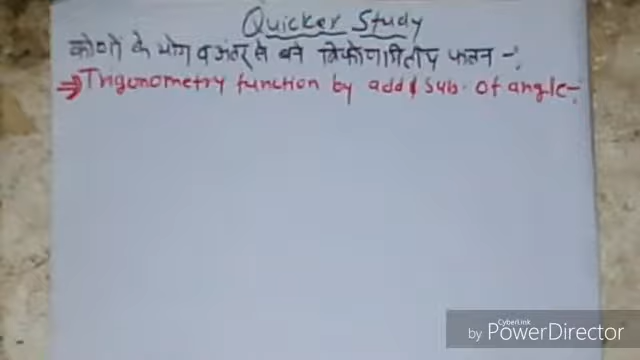 Quicker Study
कोणों के योग व अंतर से बने त्रिकोणमितीय फलन -:
⇒ Trigonometry function by add & sub. of angle -:
CyberLink
by PowerDirector